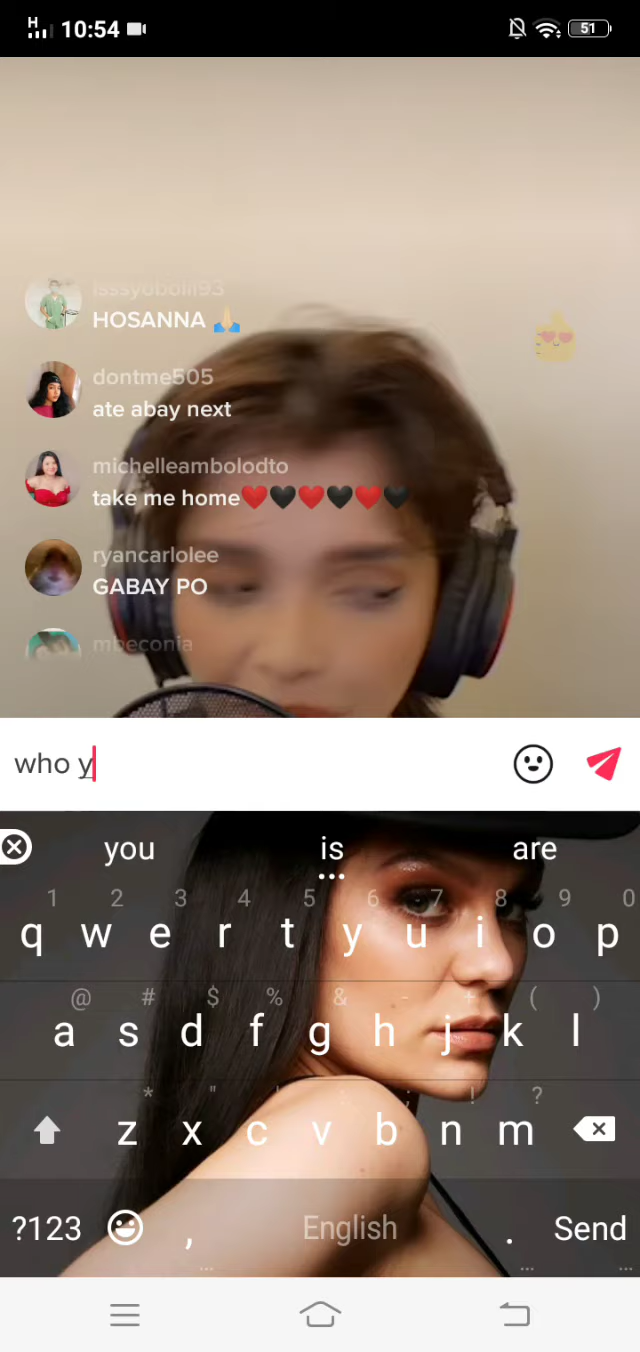 H
10:54
51
HOSANNA 🙏
dontme505
ate abay next
michelleambolodto
take me home❤️🖤❤️🖤❤️🖤
ryancarlolee
GABAY PO
mbeconia
who y
you is are
1 2 3 4 5 6 7 8 9 0
q w e r t y u i o p
@ # $ % & - + ( )
a s d f g h j k l
* " ' : ; ! ?
z x c v b n m
?123 , English . Send